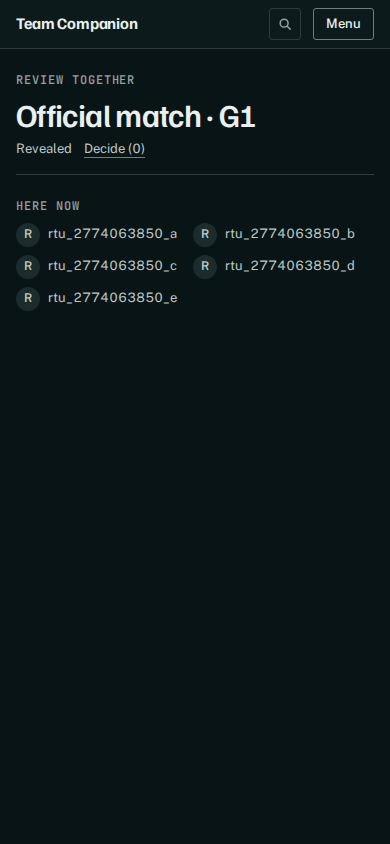 Team Companion
Menu
REVIEW TOGETHER
Official match · G1
Revealed Decide (0)
HERE NOW
R rtu_2774063850_a R rtu_2774063850_b
R rtu_2774063850_c R rtu_2774063850_d
R rtu_2774063850_e